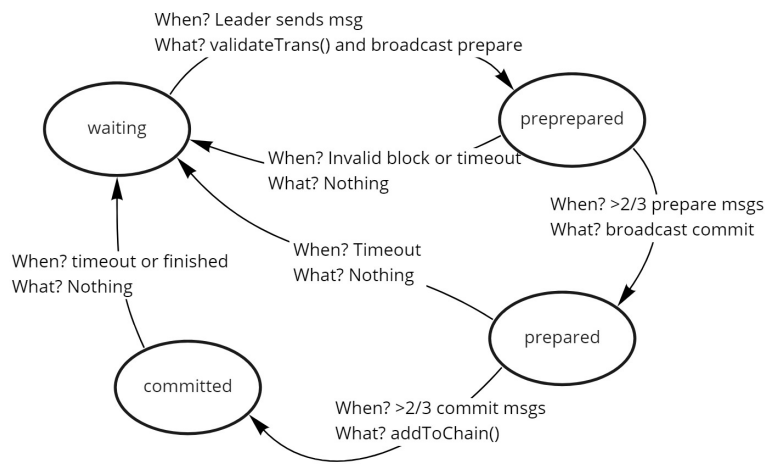 When? Leader sends msg
What? validateTrans() and broadcast prepare
waiting
preprepared
When? Invalid block or timeout
What? Nothing
When? >2/3 prepare msgs
What? broadcast commit
When? Timeout
What? Nothing
When? timeout or finished
What? Nothing
prepared
committed
When? >2/3 commit msgs
What? addToChain()